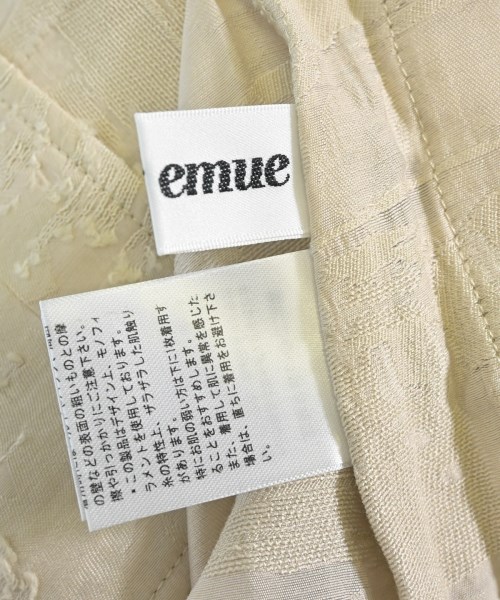 emue
の壁などの表面の粗いものとの摩
擦や引っかかりにご注意下さい。
*この製品はデザイン上、モノフィ
ラメントを使用しております。
糸の特性上、ザラザラした肌触り
があります。
特にお肌の弱い方は下に1枚着用す
ることをおすすめします。
また、着用して肌に異常を感じた
場合は、直ちに着用をお避け下さ
い。